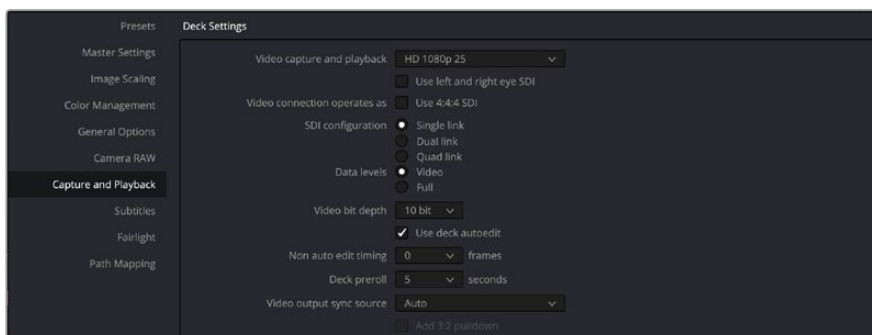 Presets
Master Settings
Image Scaling
Color Management
General Options
Camera RAW
Capture and Playback
Subtitles
Fairlight
Path Mapping
Deck Settings
Video capture and playback HD 1080p 25
Use left and right eye SDI
Video connection operates as Use 4:4:4 SDI
SDI configuration Single link
Dual link
Quad link
Data levels Video
Full
Video bit depth 10 bit
Use deck autoedit
Non auto edit timing 0 frames
Deck preroll 5 seconds
Video output sync source Auto
Add 3:2 pulldown